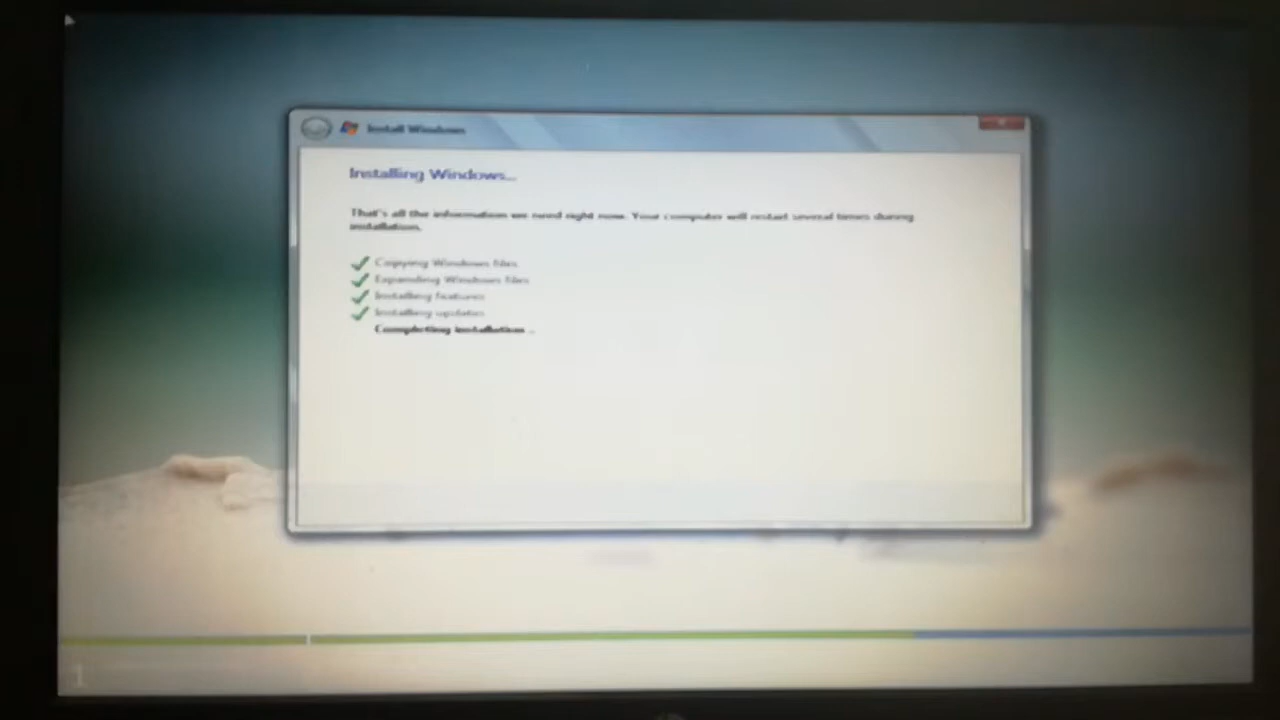 Install Windows
Installing Windows...
That's all the information we need right now. Your computer will restart several times during
installation.
Copying Windows files
Expanding Windows files
Installing features
Installing updates
Completing installation ..
1